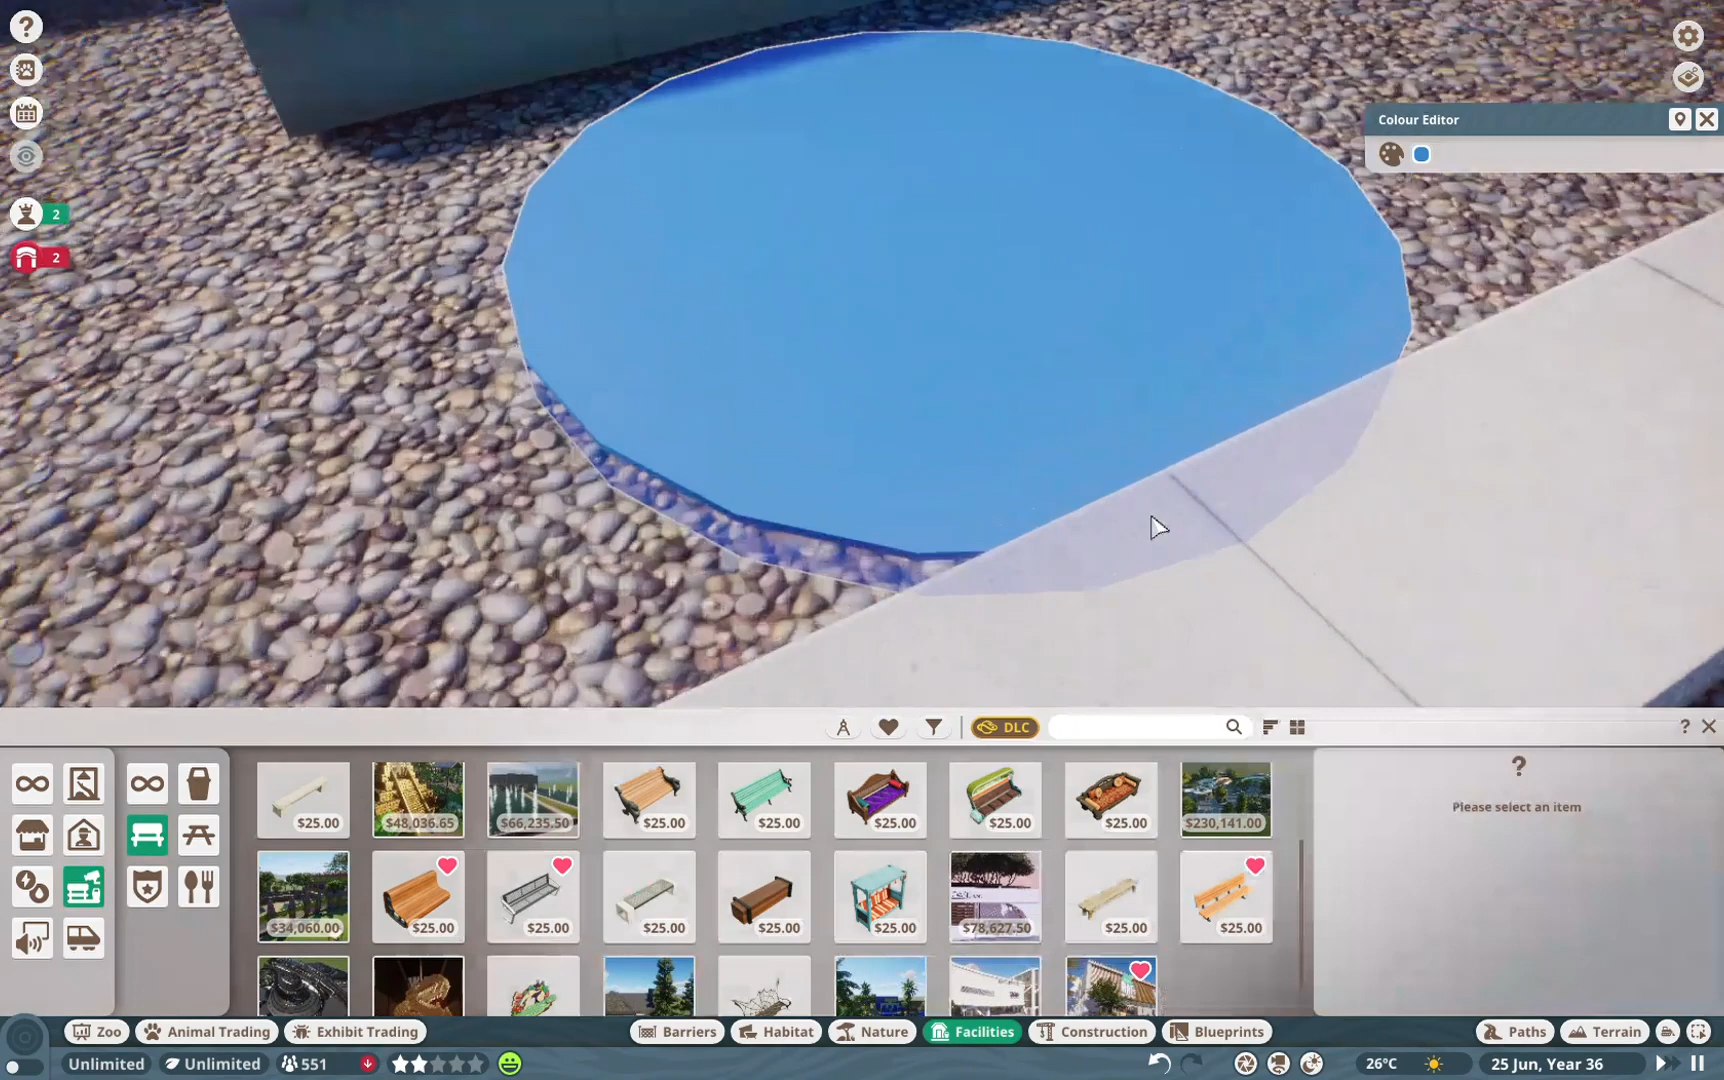 ?
Colour Editor
2
2
DLC
?
$25.00
$48,036.65
$66,235.50
$25.00
$25.00
$25.00
$25.00
$25.00
$230,141.00
?
Please select an item
$34,060.00
$25.00
$25.00
$25.00
$25.00
$25.00
$78,627.50
$25.00
$25.00
Zoo
Animal Trading
Exhibit Trading
Barriers
Habitat
Nature
Facilities
Construction
Blueprints
Paths
Terrain
Unlimited
Unlimited
551
26°C
25 Jun, Year 36